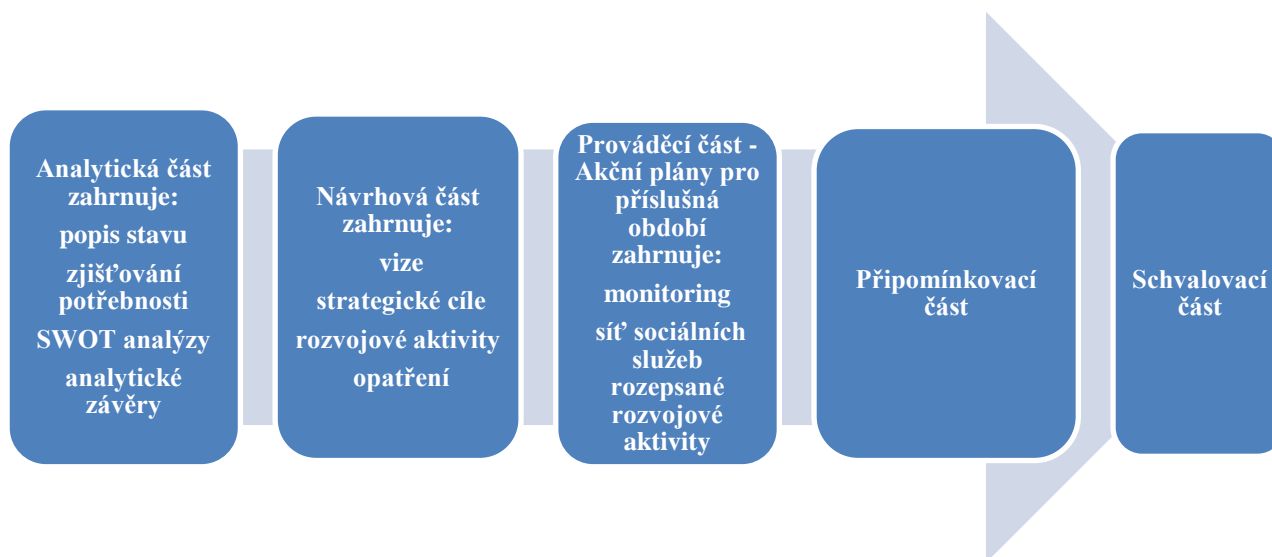 Analytická část
zahrnuje:
popis stavu
zjišťování
potřebnosti
SWOT analýzy
analytické
závěry
Návrhová část
zahrnuje:
vize
strategické cíle
rozvojové aktivity
opatření
Prováděcí část -
Akční plány pro
příslušná
období
zahrnuje:
monitoring
síť sociálních
služeb
rozepsané
rozvojové
aktivity
Připomínkovací
část
Schvalovací
část